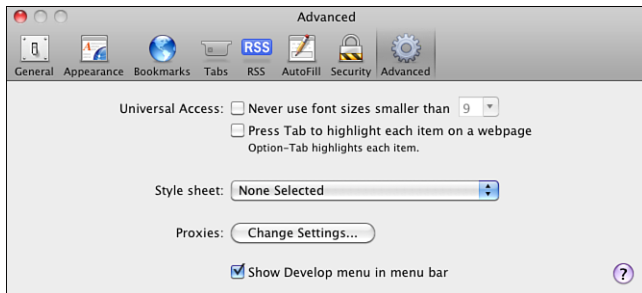 Advanced
General Appearance Bookmarks Tabs RSS AutoFill Security Advanced
RSS
Universal Access: Never use font sizes smaller than 9
Press Tab to highlight each item on a webpage
Option-Tab highlights each item.
Style sheet: None Selected
Proxies: Change Settings...
Show Develop menu in menu bar
?